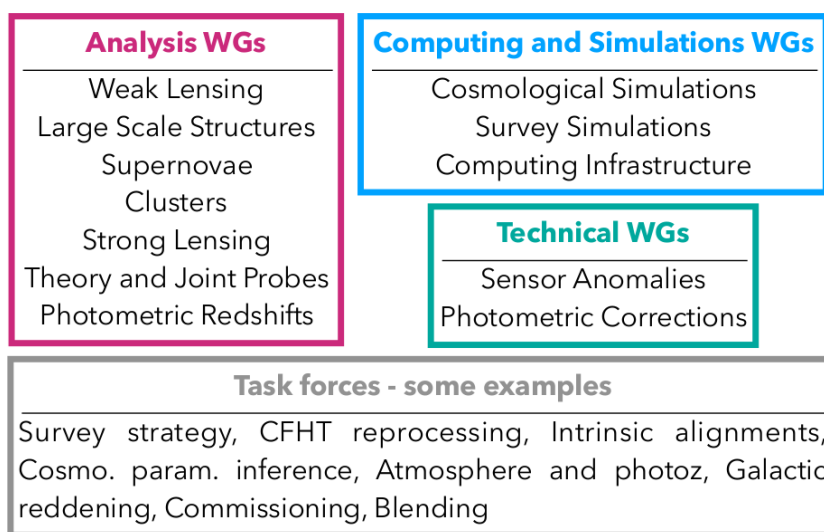 Analysis WGs
Weak Lensing
Large Scale Structures
Supernovae
Clusters
Strong Lensing
Theory and Joint Probes
Photometric Redshifts
Computing and Simulations WGs
Cosmological Simulations
Survey Simulations
Computing Infrastructure
Technical WGs
Sensor Anomalies
Photometric Corrections
Task forces - some examples
Survey strategy, CFHT reprocessing, Intrinsic alignments,
Cosmo. param. inference, Atmosphere and photoz, Galactic
reddening, Commissioning, Blending